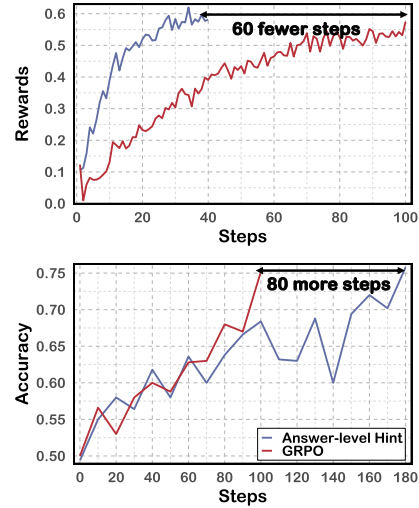 0.6
0.5
0.4
0.3
0.2
0.1
0.0
Rewards
60 fewer steps
0 20 40 60 80 100
Steps
0.75
0.70
0.65
0.60
0.55
0.50
Accuracy
80 more steps
Answer-level Hint
GRPO
0 20 40 60 80 100 120 140 160 180
Steps